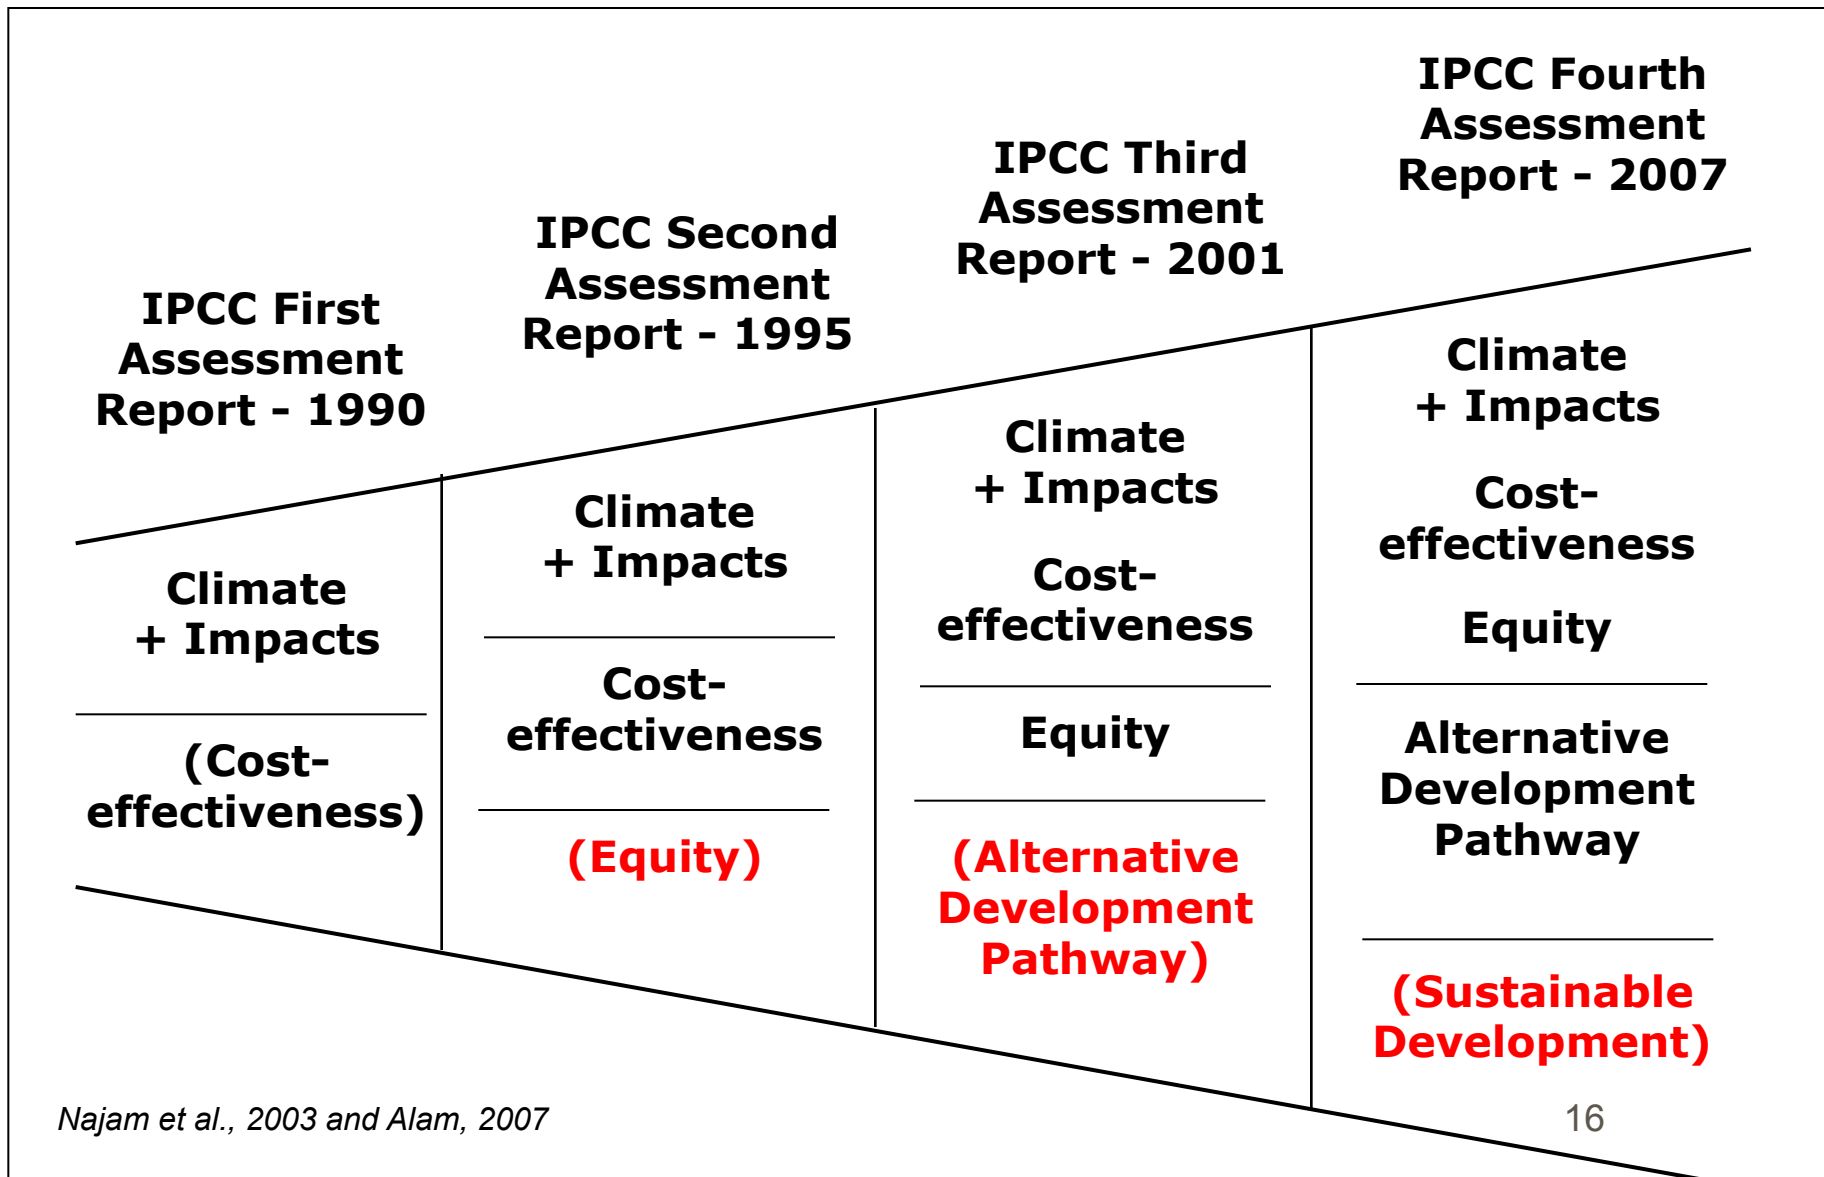 IPCC First
Assessment
Report - 1990
Climate
+ Impacts
(Cost-
effectiveness)
IPCC Second
Assessment
Report - 1995
Climate
+ Impacts
Cost-
effectiveness
(Equity)
IPCC Third
Assessment
Report - 2001
Climate
+ Impacts
Cost-
effectiveness
Equity
(Alternative
Development
Pathway)
IPCC Fourth
Assessment
Report - 2007
Climate
+ Impacts
Cost-
effectiveness
Equity
Alternative
Development
Pathway
(Sustainable
Development)
Najam et al., 2003 and Alam, 2007
16